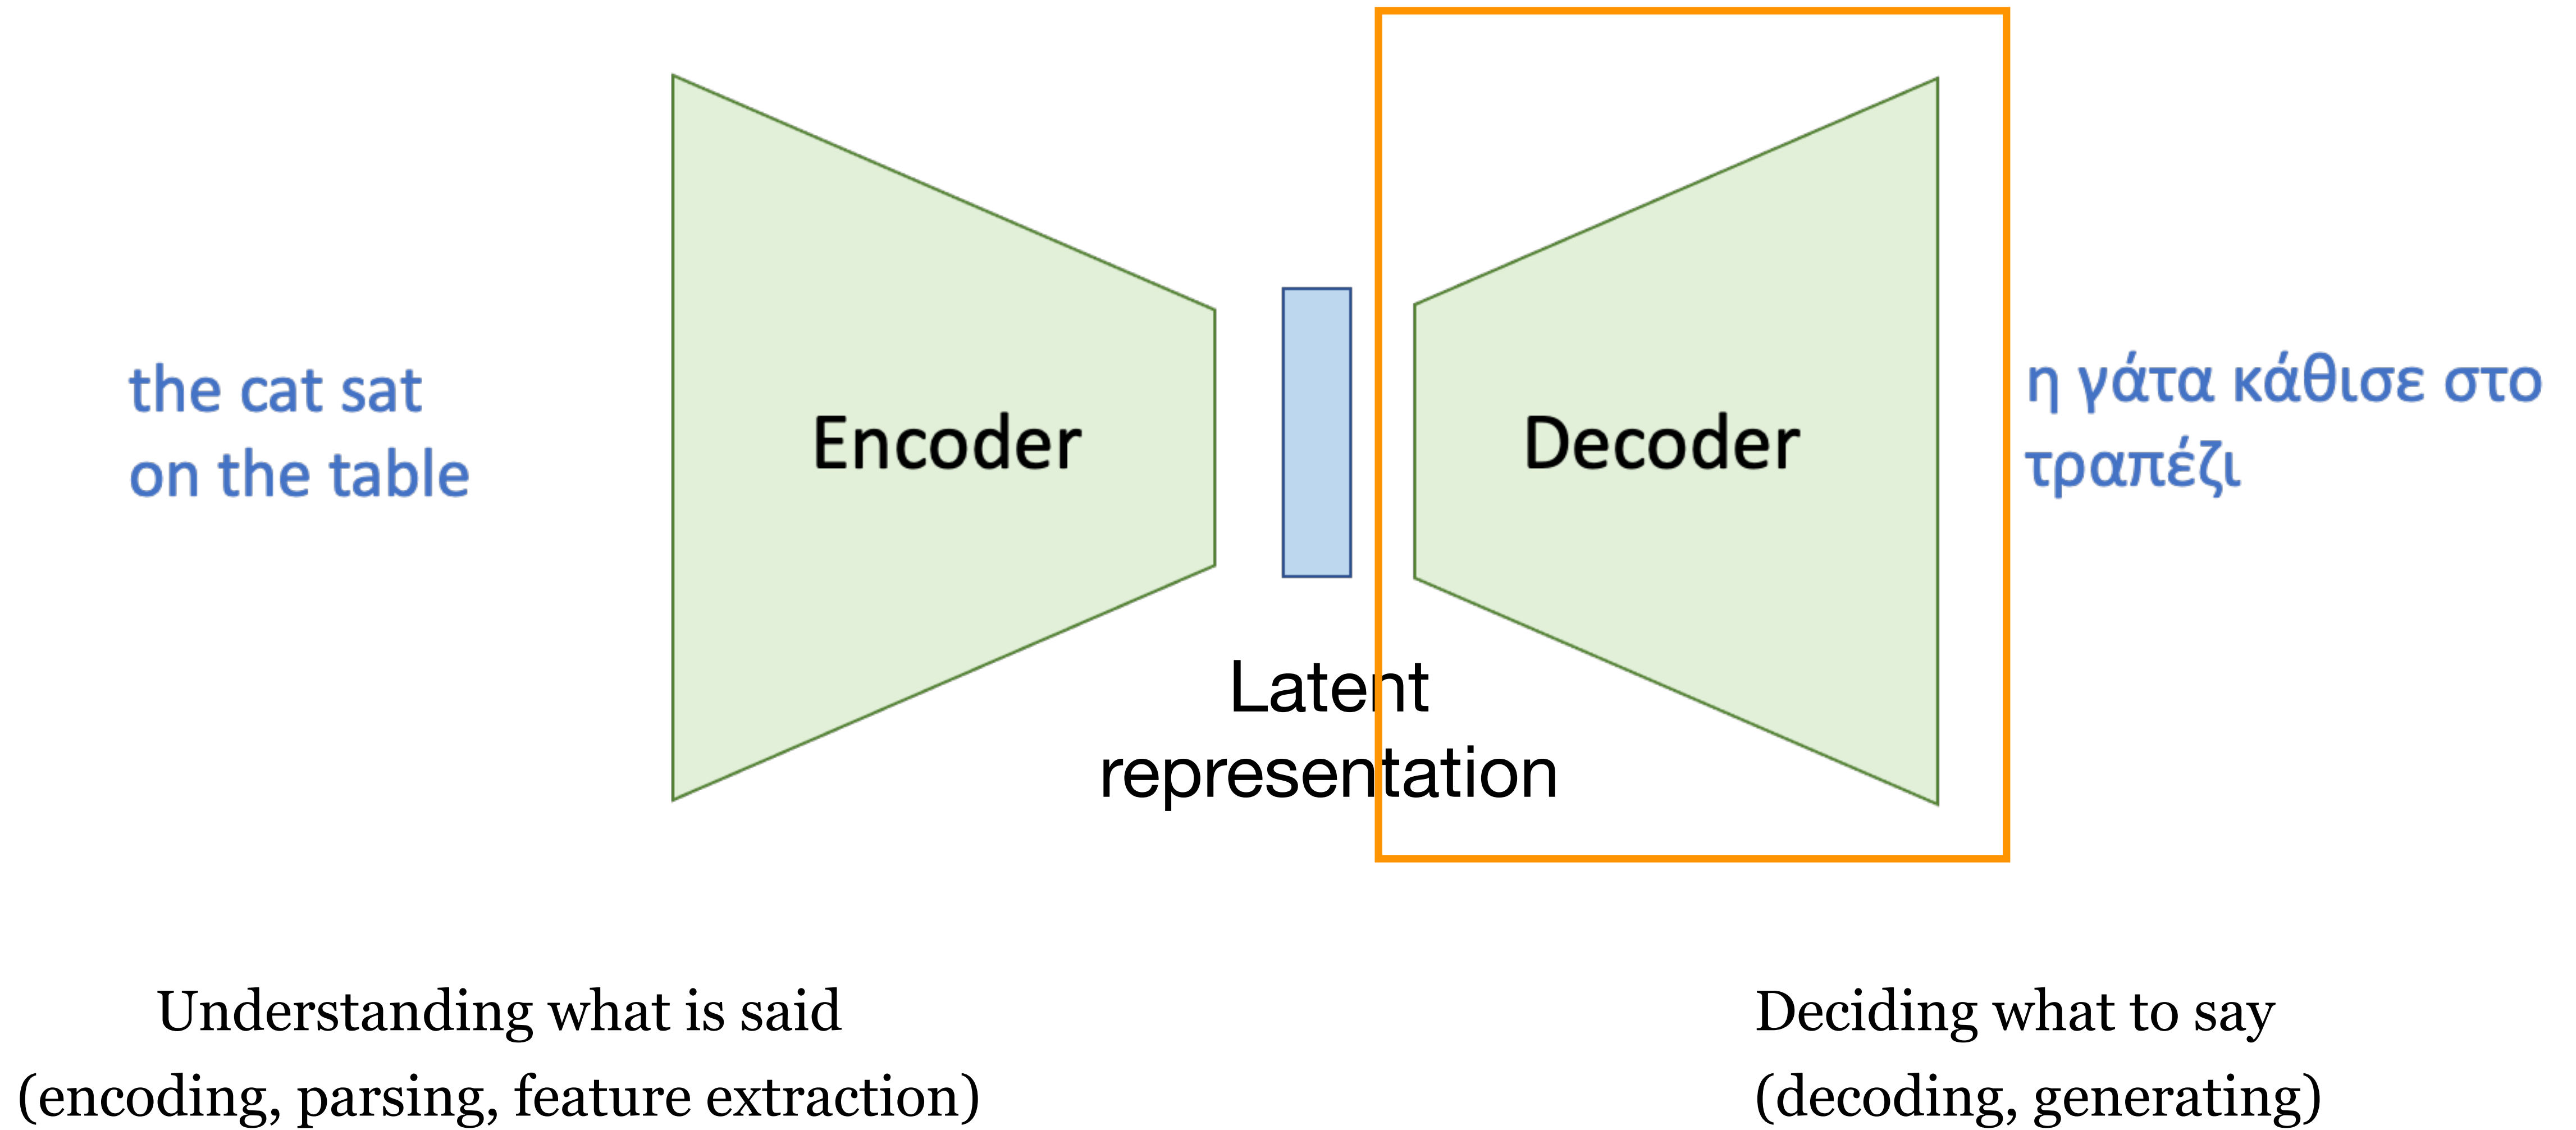 the cat sat
on the table
Encoder
Latent
representation
Decoder
η γάτα κάθισε στο
τραπέζι
Understanding what is said
(encoding, parsing, feature extraction)
Deciding what to say
(decoding, generating)